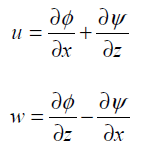 u = ∂ϕ/∂x + ∂ψ/∂z
w = ∂ϕ/∂z − ∂ψ/∂x